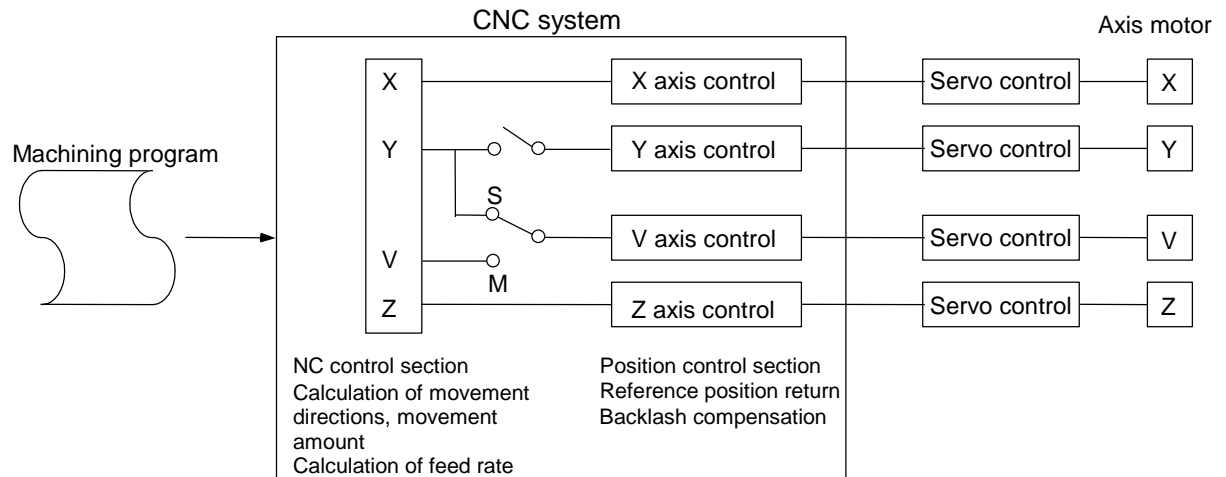 CNC system
Axis motor
X
X axis control
Servo control
X
Machining program
Y
Y axis control
Servo control
Y
S
V
V axis control
Servo control
V
M
Z
Z axis control
Servo control
Z
NC control section
Calculation of movement
directions, movement
amount
Calculation of feed rate
Position control section
Reference position return
Backlash compensation